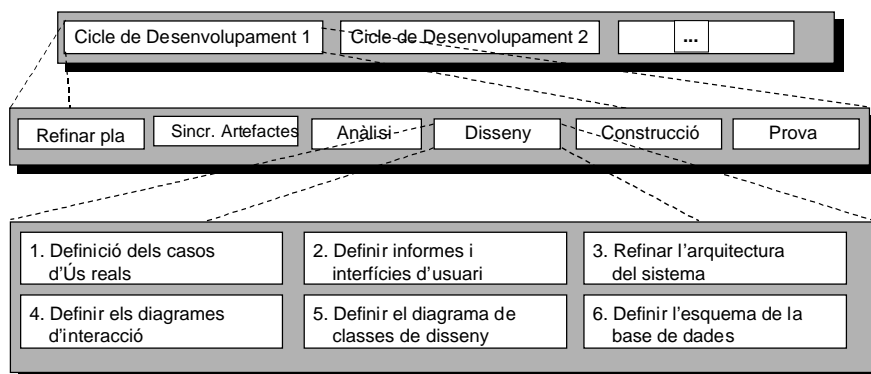 Cicle de Desenvolupament 1
Cicle de Desenvolupament 2
...
Refinar pla
Sincr. Artefactes
Anàlisi
Disseny
Construcció
Prova
1. Definició dels casos
d'Ús reals
2. Definir informes i
interfícies d'usuari
3. Refinar l'arquitectura
del sistema
4. Definir els diagrames
d'interacció
5. Definir el diagrama de
classes de disseny
6. Definir l'esquema de la
base de dades